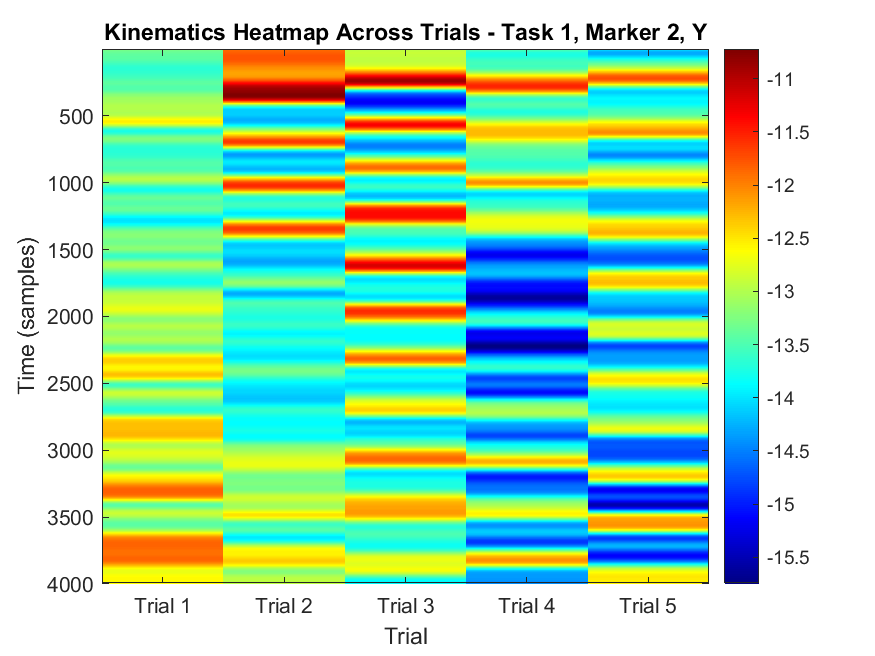 Kinematics Heatmap Across Trials - Task 1, Marker 2, Y
Time (samples)
500
1000
1500
2000
2500
3000
3500
4000
Trial 1
Trial 2
Trial 3
Trial 4
Trial 5
Trial
-11
-11.5
-12
-12.5
-13
-13.5
-14
-14.5
-15
-15.5